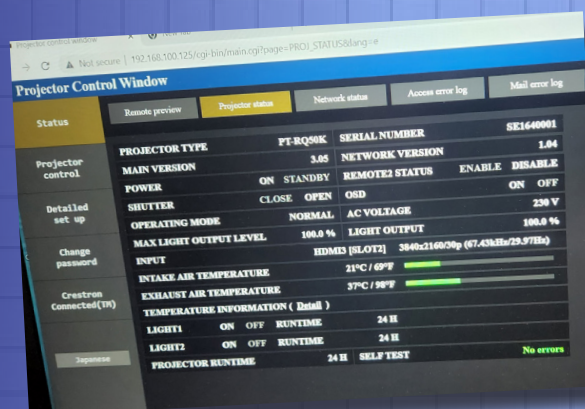 Projector control window
New Tab
Not secure | 192.168.100.125/cgi-bin/main.cgi?page=PROJ_STATUS&lang=e
Projector Control Window
Status
Projector control
Detailed set up
Change password
Crestron Connected(TM)
Japanese
Remote preview Projector status Network status Access error log Mail error log
PROJECTOR TYPE PT-RQ50K SERIAL NUMBER SE1640001
MAIN VERSION 3.05 NETWORK VERSION 1.04
POWER ON STANDBY REMOTE2 STATUS ENABLE DISABLE
SHUTTER CLOSE OPEN OSD ON OFF
OPERATING MODE NORMAL AC VOLTAGE 230 V
MAX LIGHT OUTPUT LEVEL 100.0 % LIGHT OUTPUT 100.0 %
INPUT HDMI3 [SLOT2] 3840x2160/30p (67.43kHz/29.97Hz)
INTAKE AIR TEMPERATURE 21°C / 69°F
EXHAUST AIR TEMPERATURE 37°C / 98°F
TEMPERATURE INFORMATION ( Detail )
LIGHT1 ON OFF RUNTIME 24 H
LIGHT2 ON OFF RUNTIME 24 H
PROJECTOR RUNTIME 24 H SELF TEST No errors